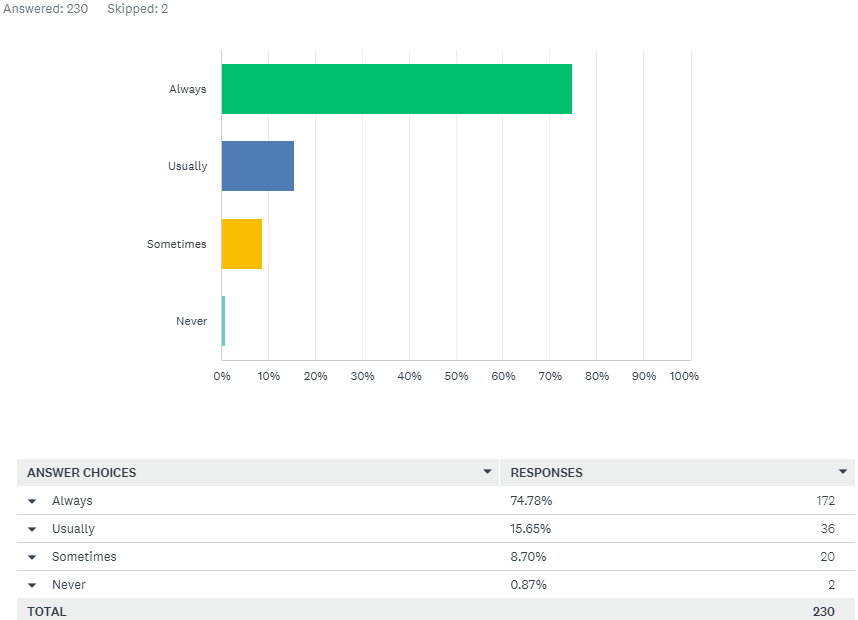 Answered: 230 Skipped: 2
Always
Usually
Sometimes
Never
0% 10% 20% 30% 40% 50% 60% 70% 80% 90% 100%
ANSWER CHOICES RESPONSES
Always 74.78% 172
Usually 15.65% 36
Sometimes 8.70% 20
Never 0.87% 2
TOTAL 230